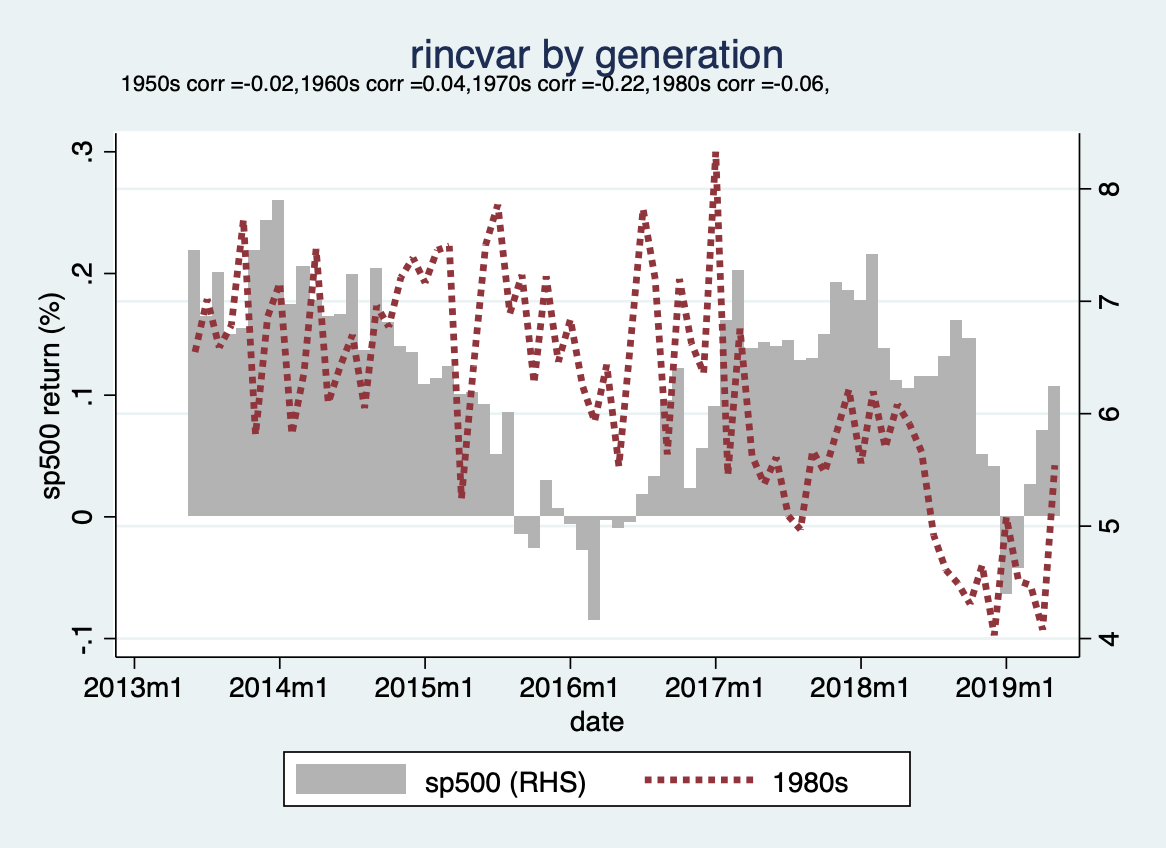 rincvar by generation
1950s corr =-0.02,1960s corr =0.04,1970s corr =-0.22,1980s corr =-0.06,
sp500 return (%)
.3
.2
.1
0
-.1
8
7
6
5
4
2013m1 2014m1 2015m1 2016m1 2017m1 2018m1 2019m1
date
sp500 (RHS) 1980s